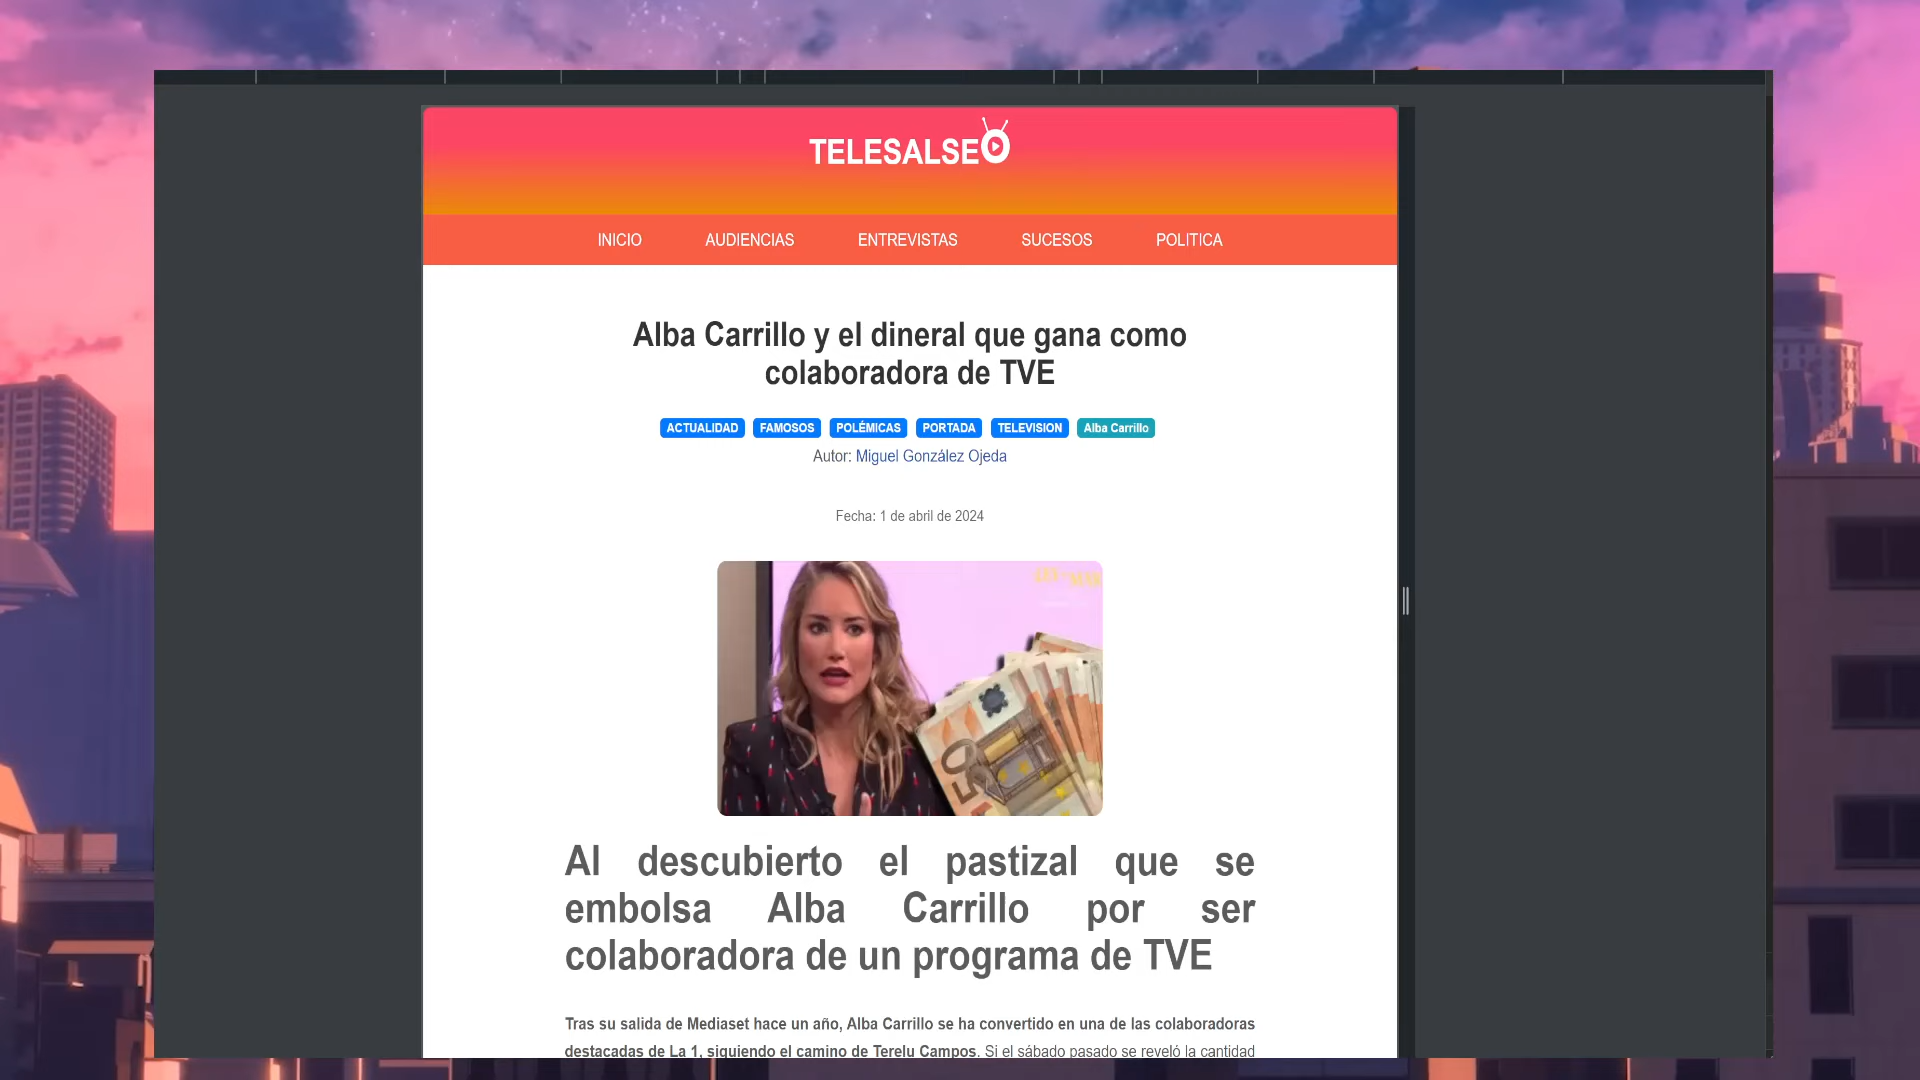 TELESALSEO
INICIO AUDIENCIAS ENTREVISTAS SUCESOS POLITICA
Alba Carrillo y el dineral que gana como
colaboradora de TVE
ACTUALIDAD FAMOSOS POLÉMICAS PORTADA TELEVISION Alba Carrillo
Autor: Miguel González Ojeda
Fecha: 1 de abril de 2024
50
Al descubierto el pastizal que se
embolsa Alba Carrillo por ser
colaboradora de un programa de TVE
Tras su salida de Mediaset hace un año, Alba Carrillo se ha convertido en una de las colaboradoras
destacadas de La 1, siguiendo el camino de Terelu Campos. Si el sábado pasado se reveló la cantidad